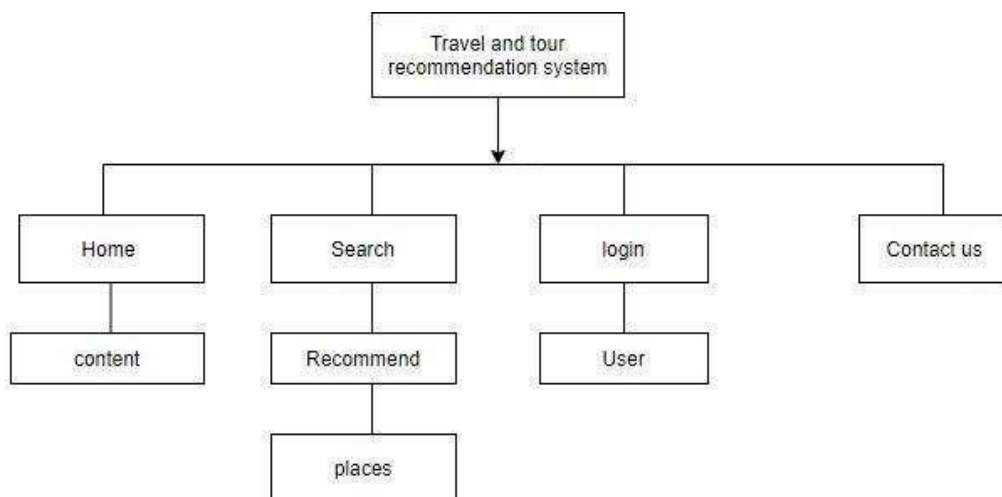 Travel and tour
recommendation system
Home
Search
login
Contact us
content
Recommend
User
places